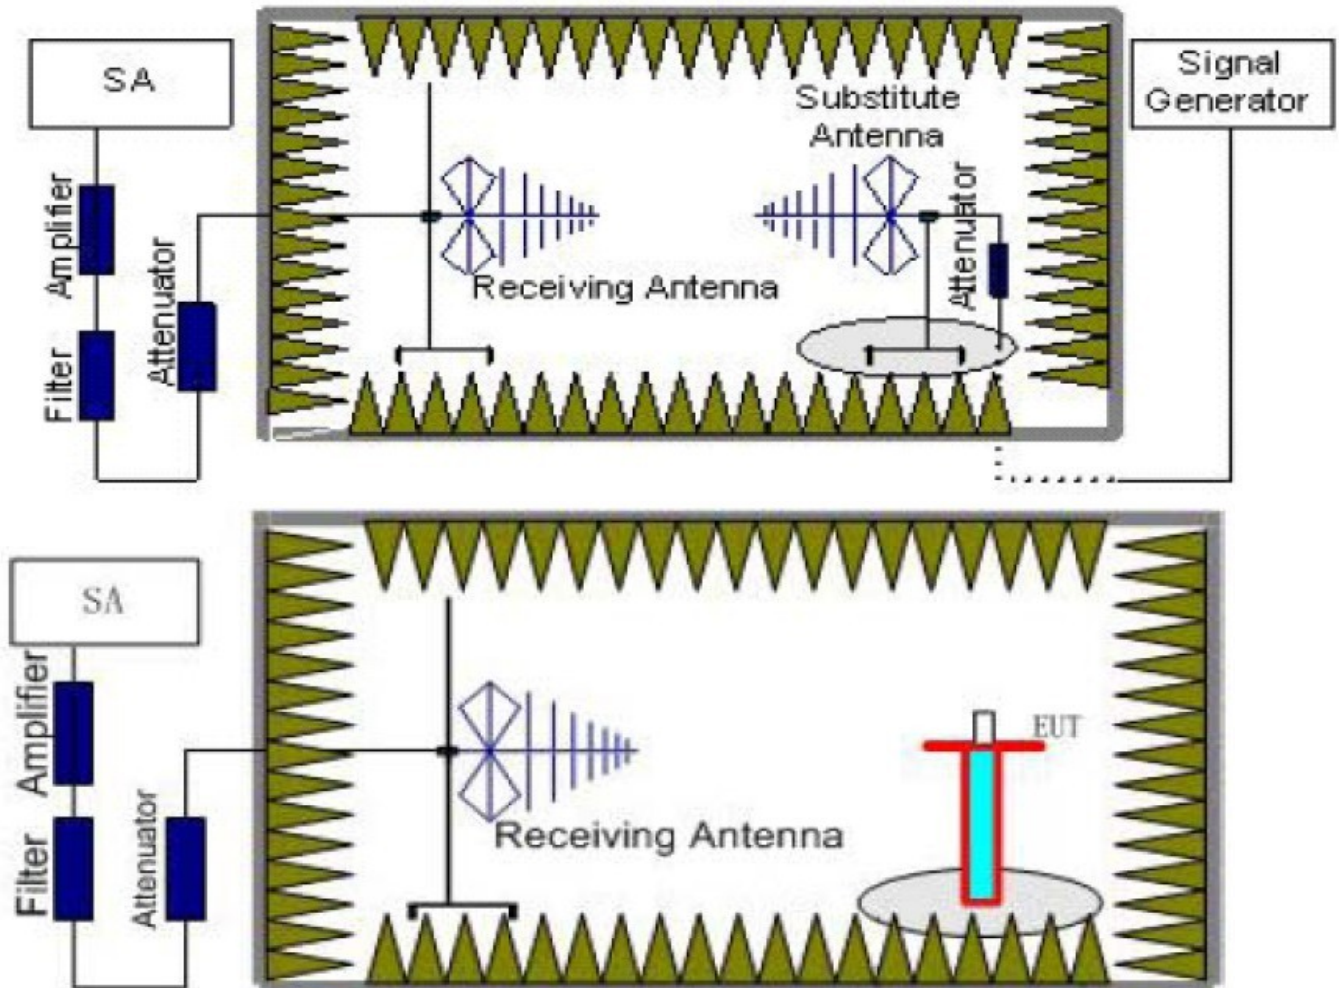 SA
Signal
Generator
Substitute
Antenna
Amplifier
Attenuator
Attenuator
Receiving Antenna
Filter
SA
Amplifier
EUT
Receiving Antenna
Filter
Attenuator